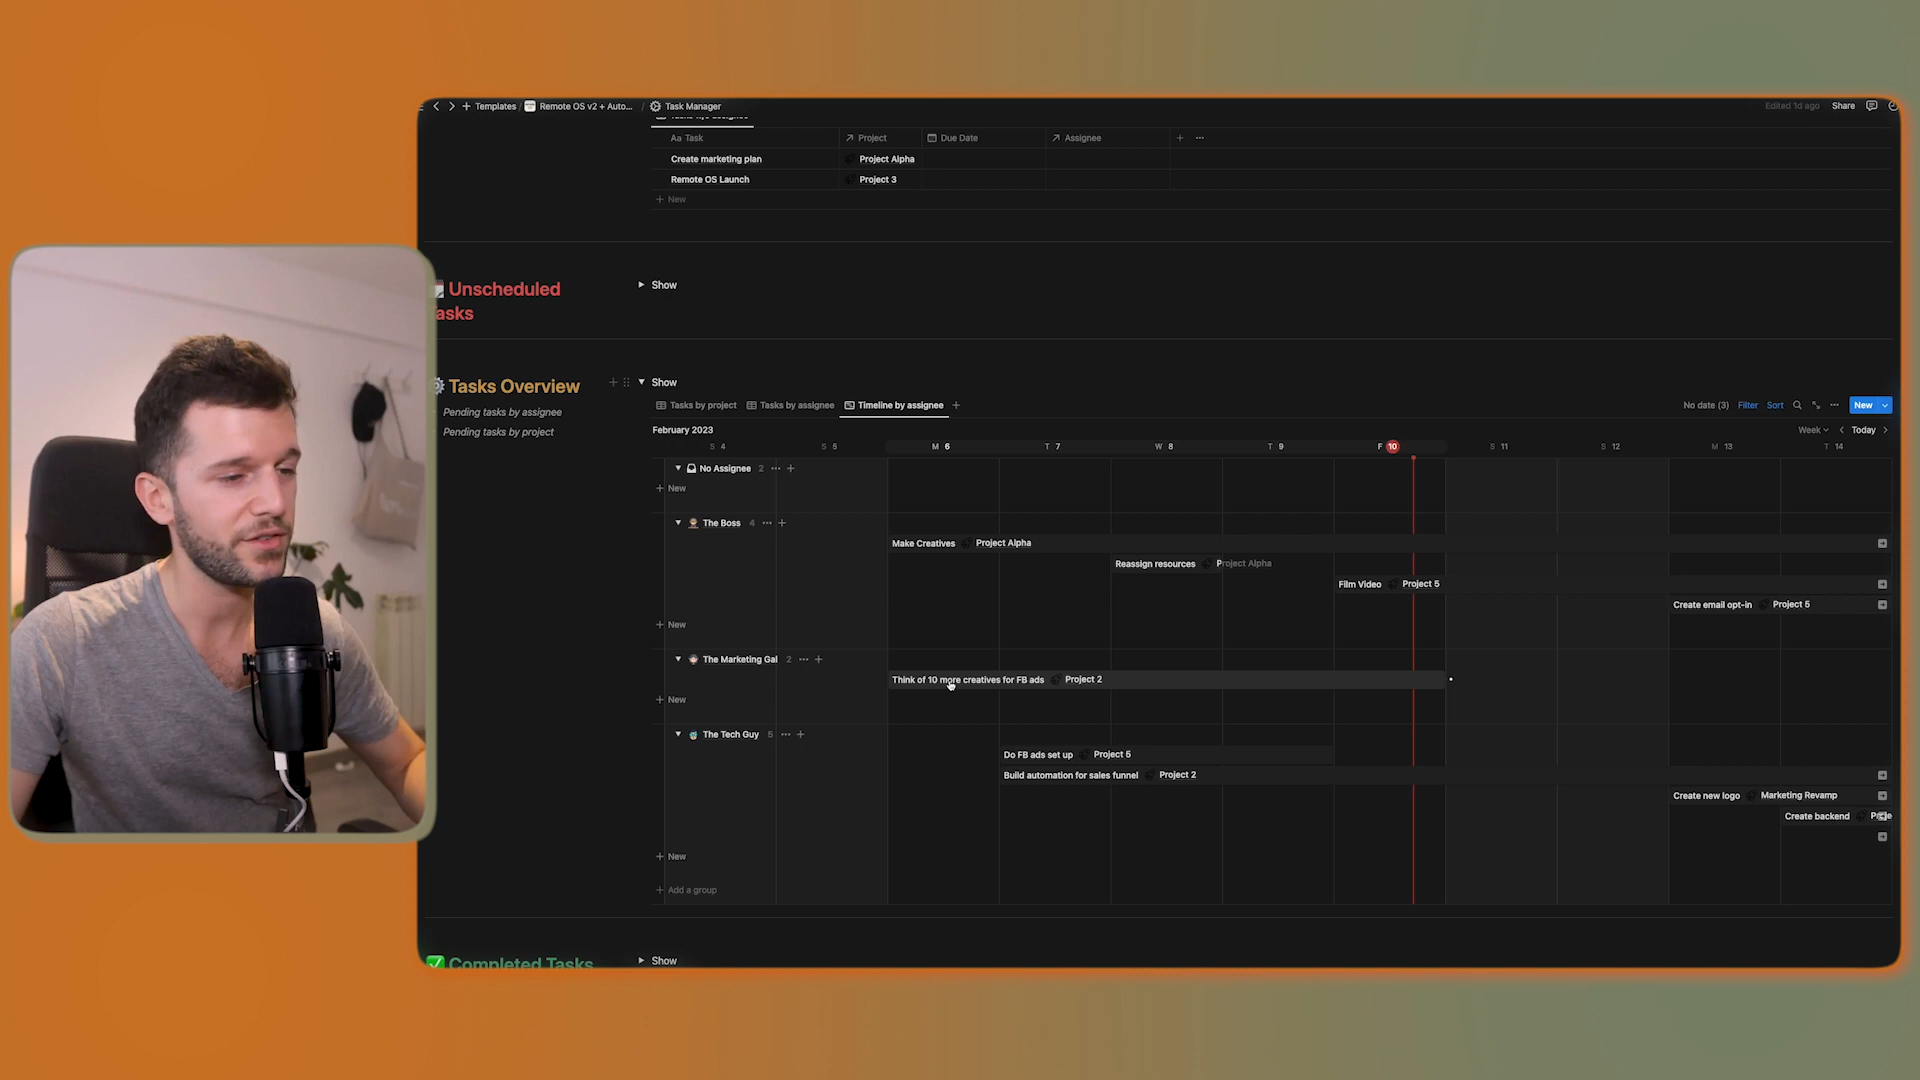 Templates / Remote OS v2 + Auto... / Task Manager
Edited 1d ago Share
Aa Task Project Due Date Assignee
Create marketing plan Project Alpha
Remote OS Launch Project 3
+ New
Unscheduled
Tasks
Show
Tasks Overview
Pending tasks by assignee
Pending tasks by project
Show
Tasks by project Tasks by assignee Timeline by assignee +
No date (3) Filter Sort New
February 2023
Week Today
S 4 S 5 M 6 T 7 W 8 T 9 F 10 S 11 S 12 M 13 T 14
No Assignee 2
+ New
The Boss 4
Make Creatives Project Alpha
Reassign resources Project Alpha
Film Video Project 5
Create email opt-in Project 5
+ New
The Marketing Gal 2
Think of 10 more creatives for FB ads Project 2
+ New
The Tech Guy 5
Do FB ads set up Project 5
Build automation for sales funnel Project 2
Create new logo Marketing Revamp
Create backend
+ New
+ Add a group
Completed Tasks
Show